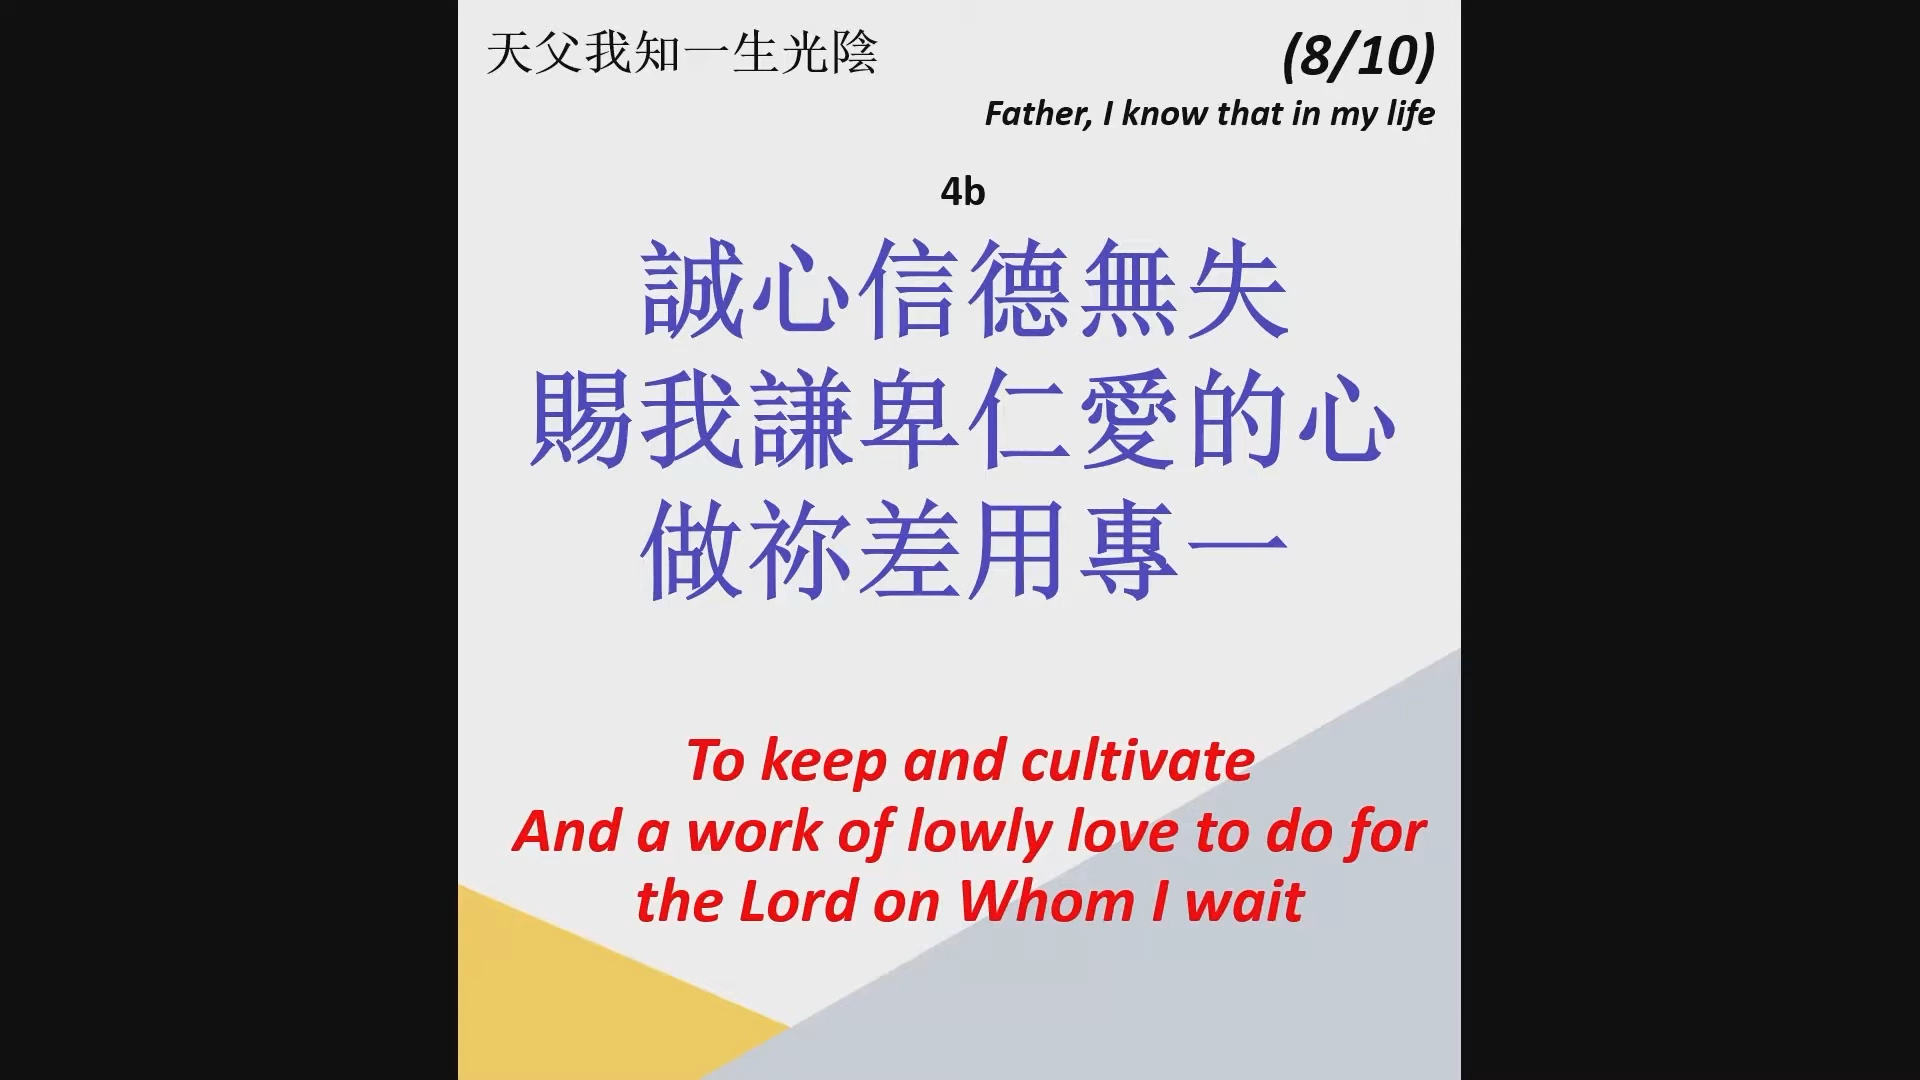 天父我知一生光陰
(8/10)
Father, I know that in my life
4b
誠心信德無失
賜我謙卑仁愛的心
做祢差用專一
To keep and cultivate
And a work of lowly love to do for
the Lord on Whom I wait